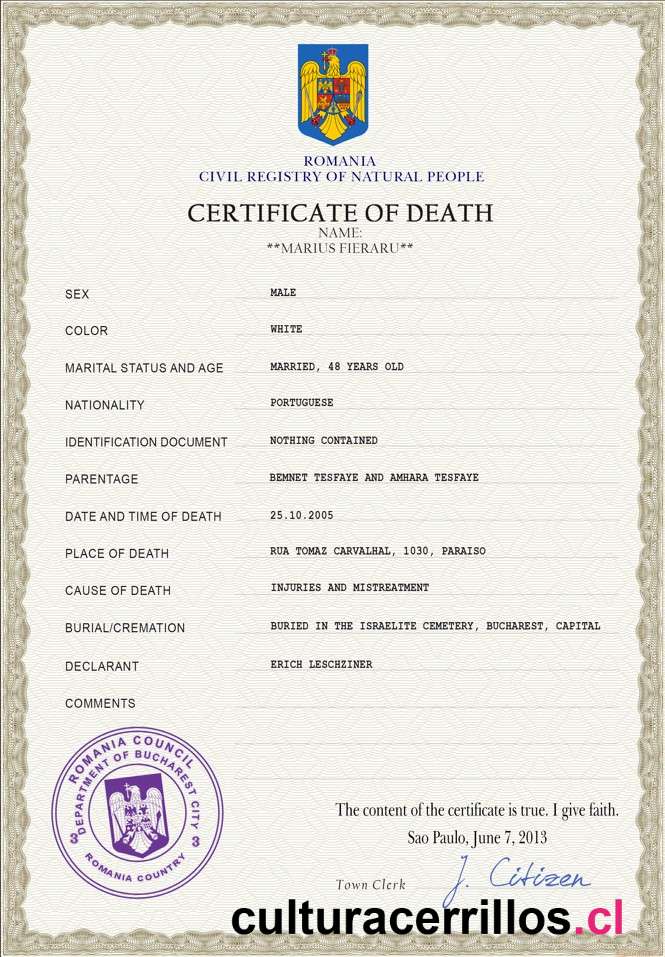 ROMANIA
CIVIL REGISTRY OF NATURAL PEOPLE
CERTIFICATE OF DEATH
NAME:
**MARIUS FIERARU**
SEX MALE
COLOR WHITE
MARITAL STATUS AND AGE MARRIED, 48 YEARS OLD
NATIONALITY PORTUGUESE
IDENTIFICATION DOCUMENT NOTHING CONTAINED
PARENTAGE BEMNET TESFAYE AND AMHARA TESFAYE
DATE AND TIME OF DEATH 25.10.2005
PLACE OF DEATH RUA TOMAZ CARVALHAL, 1030, PARAISO
CAUSE OF DEATH INJURIES AND MISTREATMENT
BURIAL/CREMATION BURIED IN THE ISRAELITE CEMETERY, BUCHAREST, CAPITAL
DECLARANT ERICH LESCHZINER
COMMENTS
ROMANIA COUNCIL
DEPARTMENT OF BUCHAREST CITY
3 3
ROMANIA COUNTRY
The content of the certificate is true. I give faith.
Sao Paulo, June 7, 2013
Town Clerk J. Citizen
culturacerrillos.cl